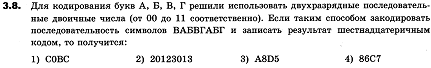 3.8. Для кодирования букв А, Б, В, Г решили использовать двухразрядные последователь-
ные двоичные числа (от 00 до 11 соответственно). Если таким способом закодировать
последовательность символов ВАБВГАБГ и записать результат шестнадцатеричным
кодом, то получится:
1) C0BC 2) 20123013 3) A8D5 4) 86C7